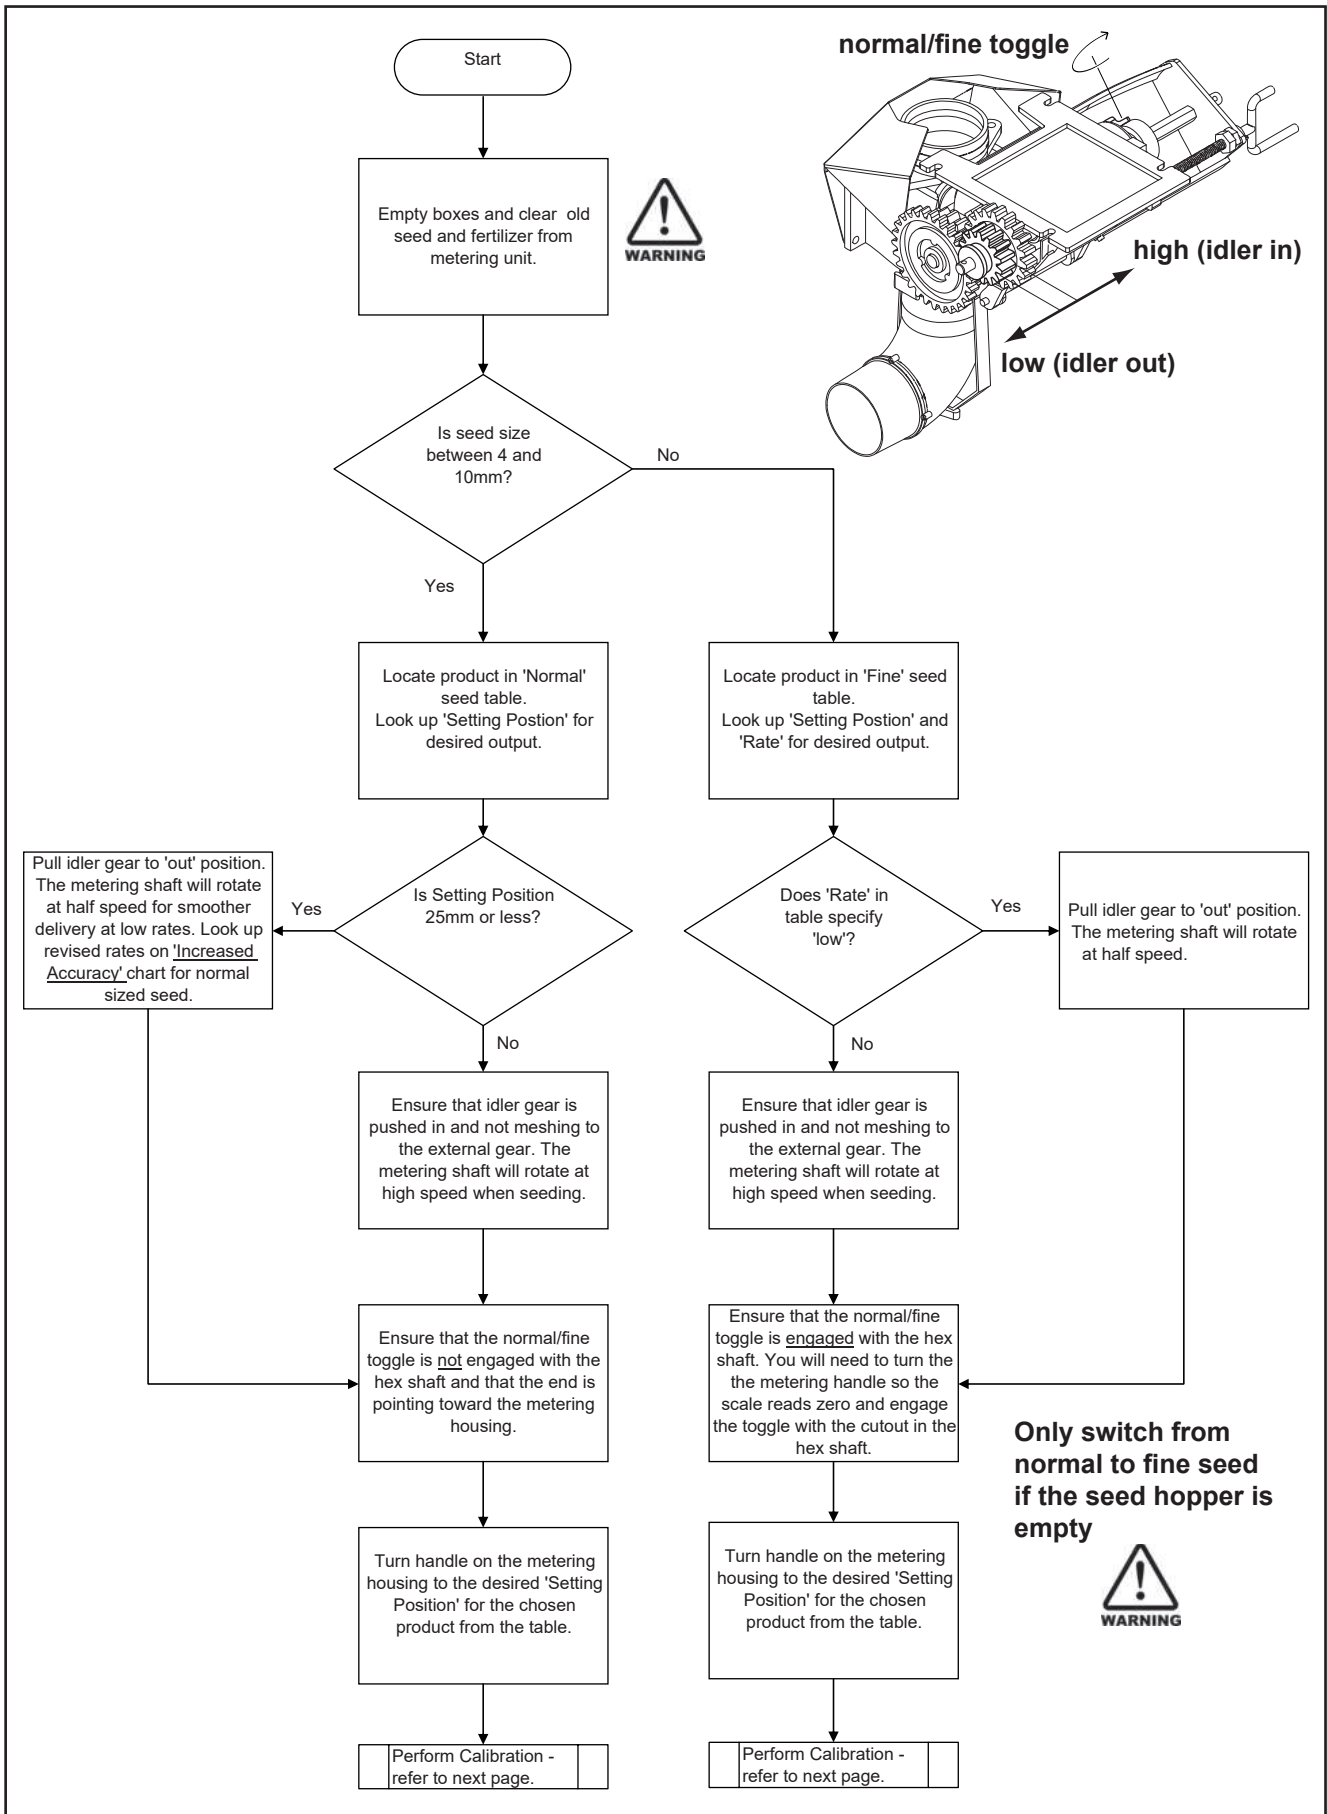 Start
normal/fine toggle
high (idler in)
low (idler out)
Empty boxes and clear old
seed and fertilizer from
metering unit.
WARNING
Is seed size
between 4 and
10mm?
No
Yes
Locate product in 'Normal'
seed table.
Look up 'Setting Postion' for
desired output.
Locate product in 'Fine' seed
table.
Look up 'Setting Postion' and
'Rate' for desired output.
Pull idler gear to 'out' position.
The metering shaft will rotate
at half speed for smoother
delivery at low rates. Look up
revised rates on 'Increased
Accuracy' chart for normal
sized seed.
Yes
Is Setting Position
25mm or less?
No
Does 'Rate' in
table specify
'low'?
Yes
No
Pull idler gear to 'out' position.
The metering shaft will rotate
at half speed.
Ensure that idler gear is
pushed in and not meshing to
the external gear. The
metering shaft will rotate at
high speed when seeding.
Ensure that idler gear is
pushed in and not meshing to
the external gear. The
metering shaft will rotate at
high speed when seeding.
Ensure that the normal/fine
toggle is not engaged with the
hex shaft and that the end is
pointing toward the metering
housing.
Ensure that the normal/fine
toggle is engaged with the hex
shaft. You will need to turn the
the metering handle so the
scale reads zero and engage
the toggle with the cutout in the
hex shaft.
Only switch from
normal to fine seed
if the seed hopper is
empty
WARNING
Turn handle on the metering
housing to the desired 'Setting
Position' for the chosen
product from the table.
Turn handle on the metering
housing to the desired 'Setting
Position' for the chosen
product from the table.
Perform Calibration -
refer to next page.
Perform Calibration -
refer to next page.